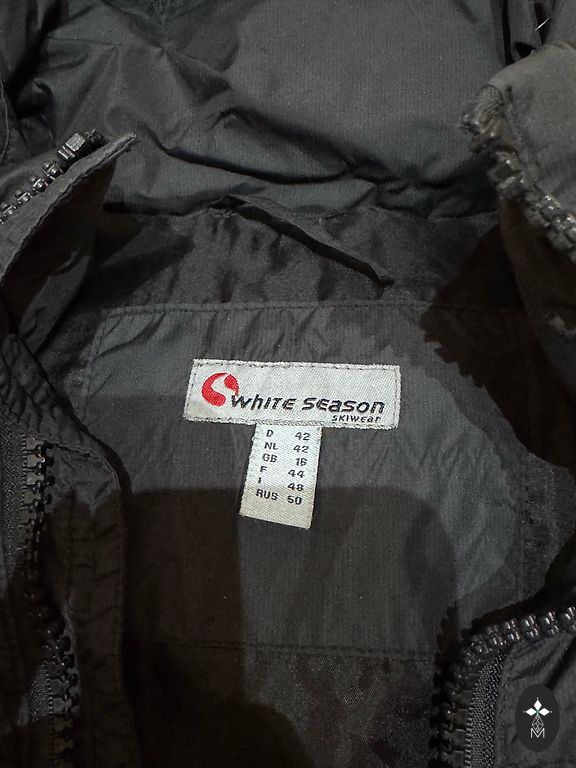 WHITE SEASON
SKIWEAR
D 42
NL 42
GB 16
F 44
I 48
RUS 50
M